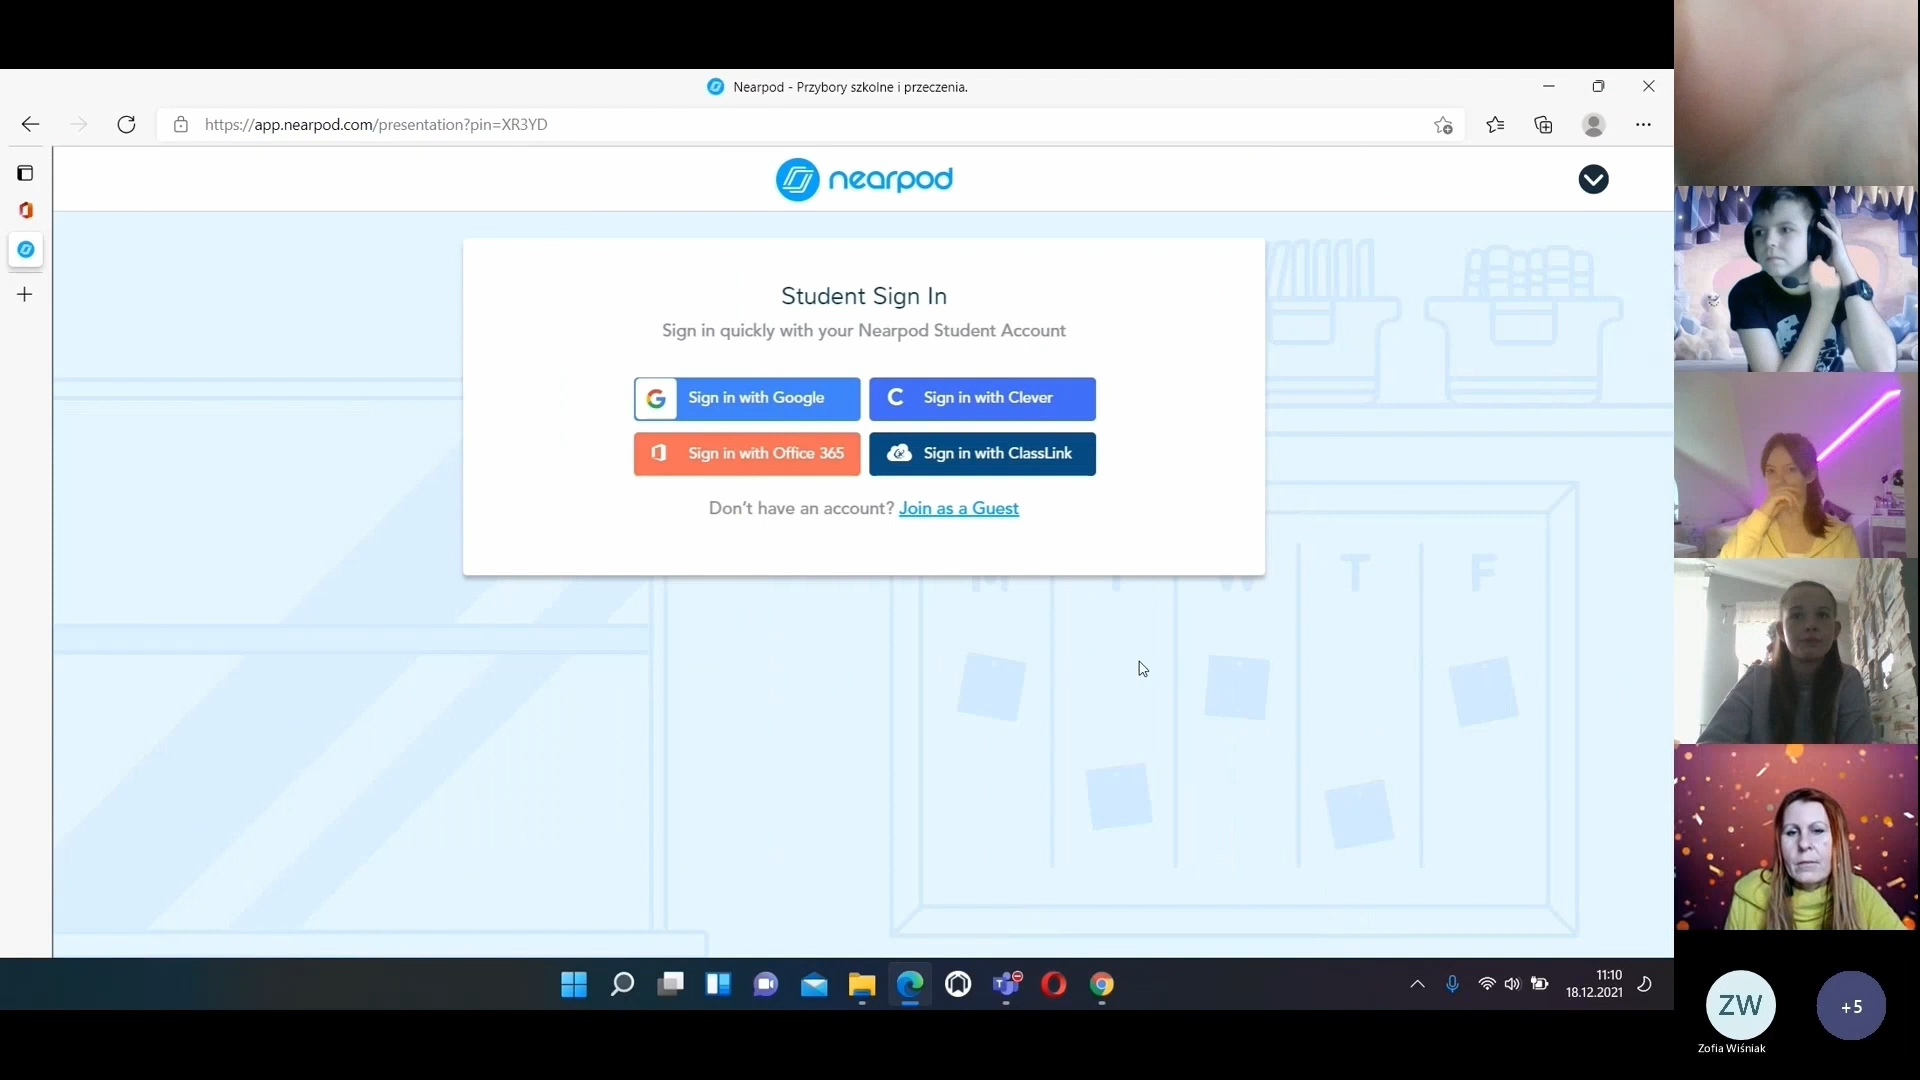 Nearpod - Przybory szkolne i przeczenia.
https://app.nearpod.com/presentation?pin=XR3YD
nearpod
Student Sign In
Sign in quickly with your Nearpod Student Account
G Sign in with Google
C Sign in with Clever
Sign in with Office 365
Sign in with ClassLink
Don't have an account? Join as a Guest
M T W T F
11:10
18.12.2021
ZW
+5
Zofia Wiśniak